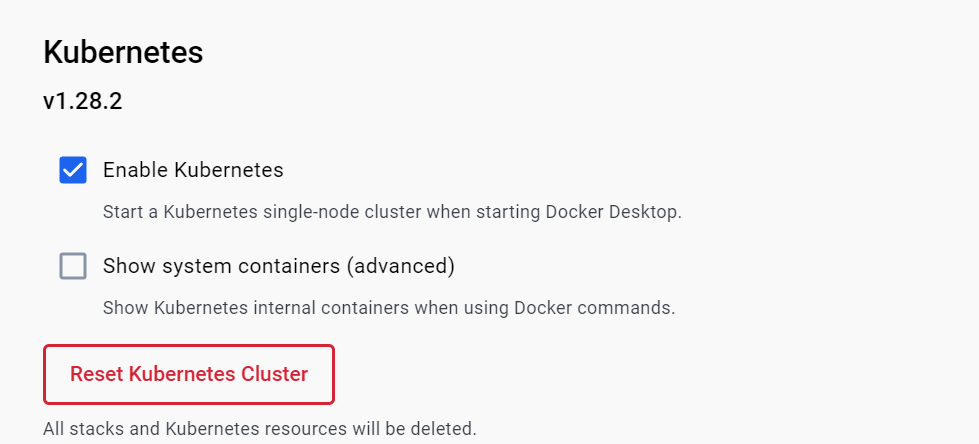 Kubernetes
v1.28.2
Enable Kubernetes
Start a Kubernetes single-node cluster when starting Docker Desktop.
Show system containers (advanced)
Show Kubernetes internal containers when using Docker commands.
Reset Kubernetes Cluster
All stacks and Kubernetes resources will be deleted.